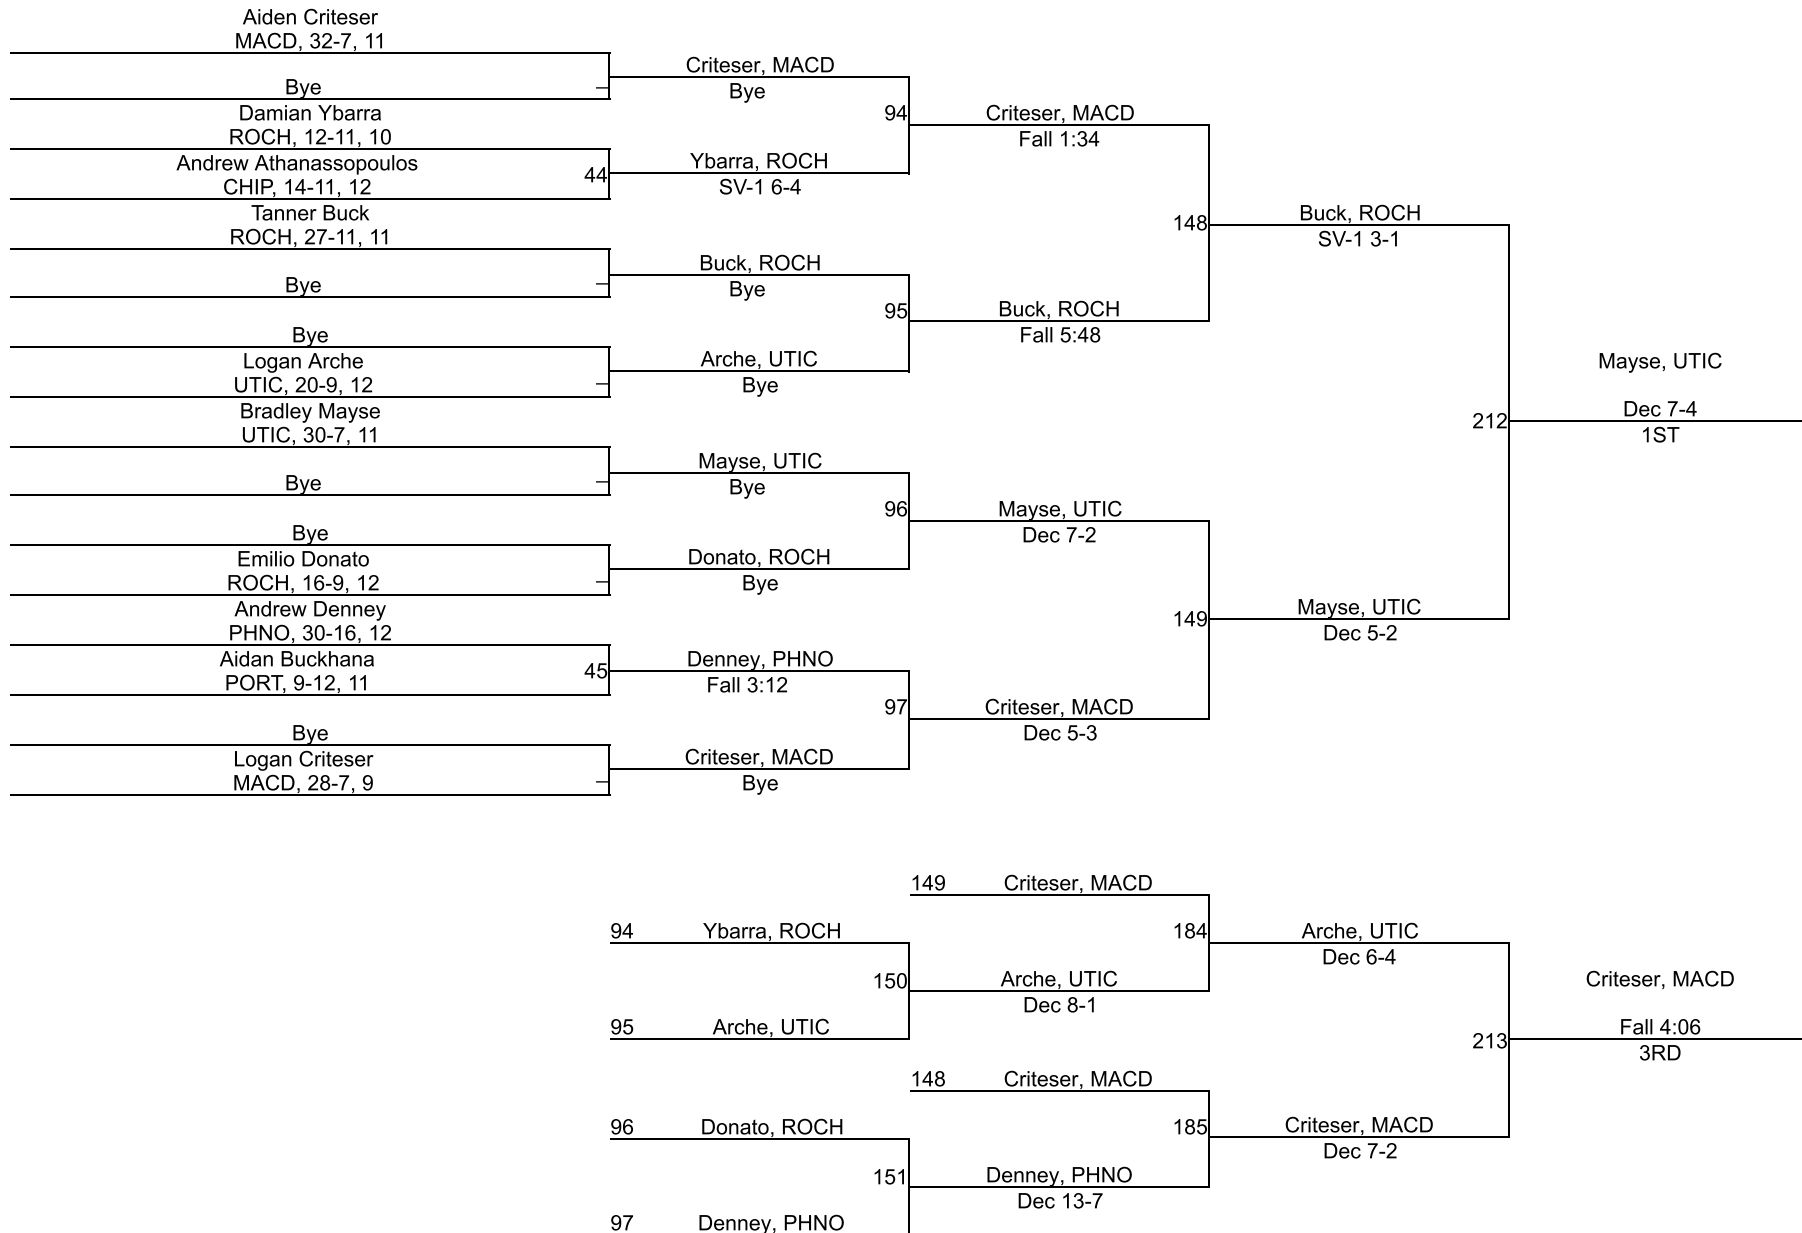 Aiden Criteser
MACD, 32-7, 11
Bye
Damian Ybarra
ROCH, 12-11, 10
Andrew Athanassopoulos
CHIP, 14-11, 12
44
Tanner Buck
ROCH, 27-11, 11
Bye
Bye
Logan Arche
UTIC, 20-9, 12
Bradley Mayse
UTIC, 30-7, 11
Bye
Bye
Emilio Donato
ROCH, 16-9, 12
Andrew Denney
PHNO, 30-16, 12
Aidan Buckhana
PORT, 9-12, 11
45
Bye
Logan Criteser
MACD, 28-7, 9
Criteser, MACD
Bye
94
Ybarra, ROCH
SV-1 6-4
Buck, ROCH
Bye
95
Arche, UTIC
Bye
Mayse, UTIC
Bye
96
Donato, ROCH
Bye
Denney, PHNO
Fall 3:12
97
Criteser, MACD
Bye
Criteser, MACD
Fall 1:34
148
Buck, ROCH
Fall 5:48
Mayse, UTIC
Dec 7-2
149
Criteser, MACD
Dec 5-3
Buck, ROCH
SV-1 3-1
212
Mayse, UTIC
Dec 5-2
Mayse, UTIC
Dec 7-4
1ST
149 Criteser, MACD
94 Ybarra, ROCH
184
150
Arche, UTIC
Dec 8-1
95 Arche, UTIC
148 Criteser, MACD
96 Donato, ROCH
185
151
Denney, PHNO
Dec 13-7
97 Denney, PHNO
Arche, UTIC
Dec 6-4
213
Criteser, MACD
Dec 7-2
Criteser, MACD
Fall 4:06
3RD